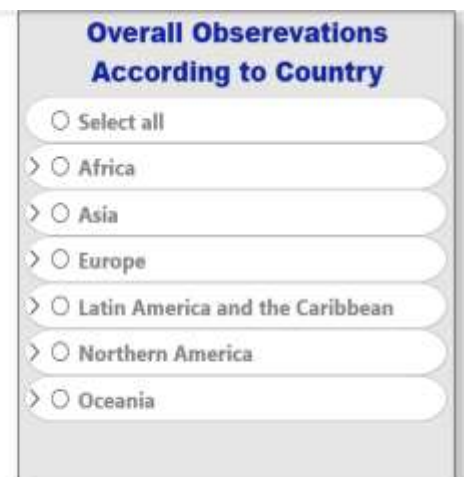 Overall Obserevations
According to Country
Select all
Africa
Asia
Europe
Latin America and the Caribbean
Northern America
Oceania